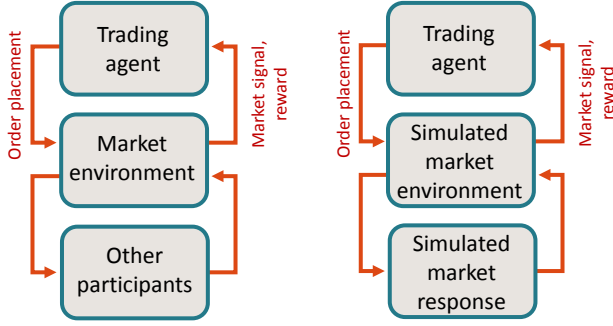 Trading
agent
Order placement
Market signal,
reward
Market
environment
Other
participants
Trading
agent
Order placement
Market signal,
reward
Simulated
market
environment
Simulated
market
response